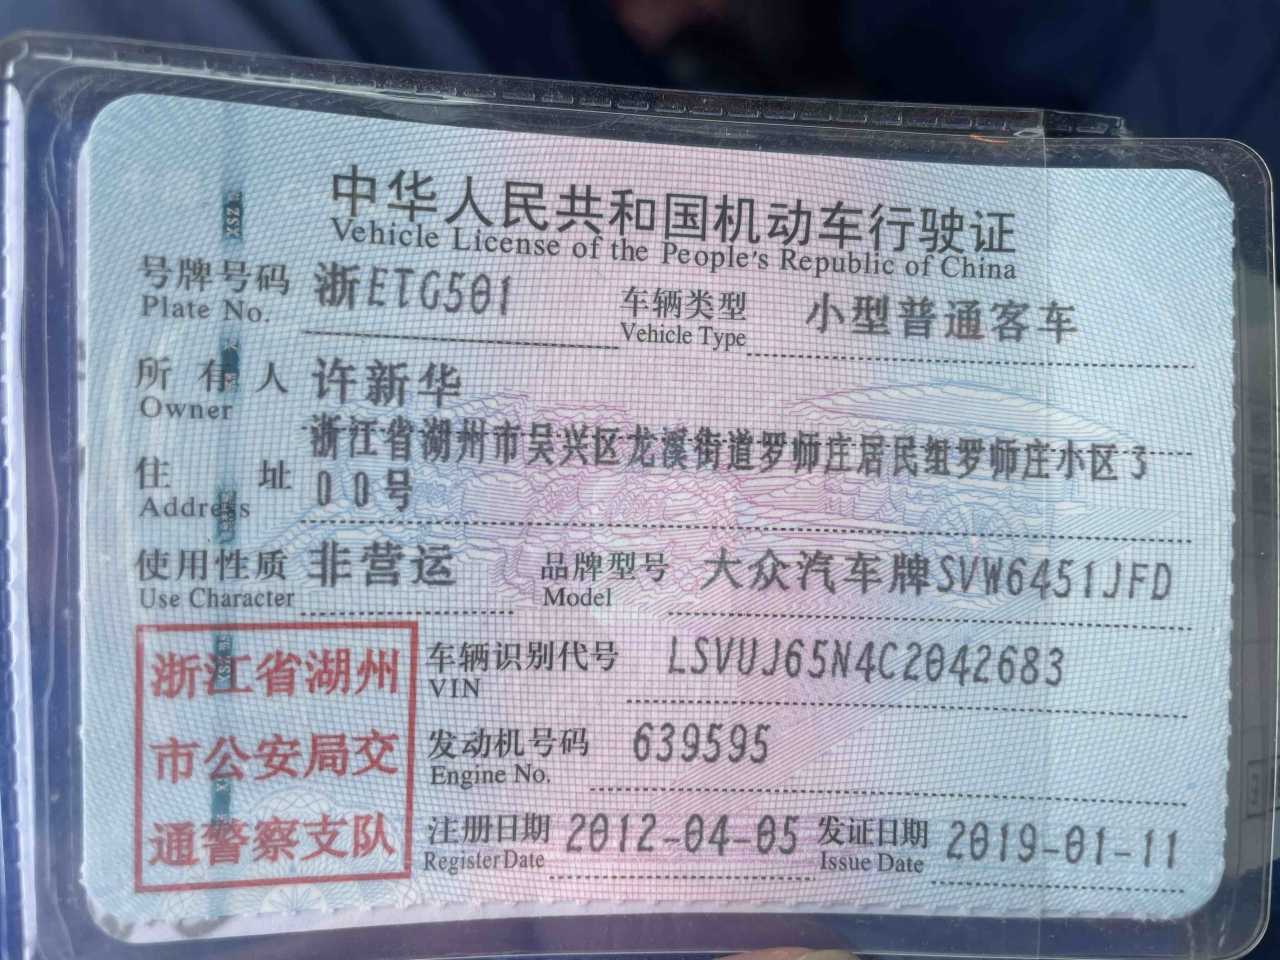 中华人民共和国机动车行驶证
Vehicle License of the People's Republic of China
号牌号码 浙ETG501 车辆类型 小型普通客车
Plate No. Vehicle Type
所有人 许新华
Owner
浙江省湖州市吴兴区龙溪街道罗师庄居民组罗师庄小区3
住址 00号
Address
使用性质 非营运 品牌型号 大众汽车牌SVW6451JFD
Use Character Model
浙江省湖州
市公安局交
通警察支队
车辆识别代号 LSVUJ65N4C2042683
VIN
发动机号码 639595
Engine No.
注册日期 2012-04-05 发证日期 2019-01-11
Register Date Issue Date